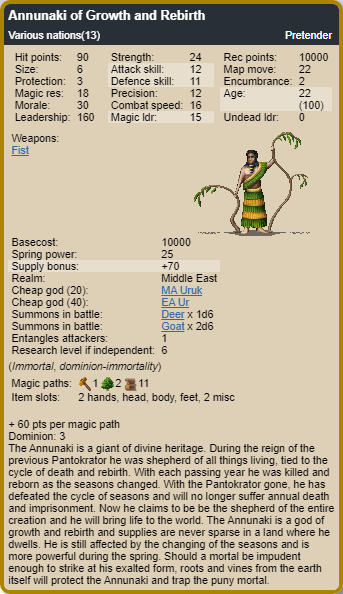 Annunaki of Growth and Rebirth
Various nations(13) Pretender
Hit points: 90 Strength: 24 Rec points: 10000
Size: 6 Attack skill: 12 Map move: 22
Protection: 3 Defence skill: 11 Encumbrance: 2
Magic res: 18 Precision: 12 Age: 22
Morale: 30 Combat speed: 16 (100)
Leadership: 160 Magic ldr: 15 Undead ldr: 0
Weapons:
Fist
Basecost: 10000
Spring power: 25
Supply bonus: +70
Realm: Middle East
Cheap god (20): MA Uruk
Cheap god (40): EA Ur
Summons in battle: Deer x 1d6
Summons in battle: Goat x 2d6
Entangles attackers: 1
Research level if independent: 6
(Immortal, dominion-immortality)
Magic paths: 1 2 11
Item slots: 2 hands, head, body, feet, 2 misc
+ 60 pts per magic path
Dominion: 3
The Annunaki is a giant of divine heritage. During the reign of the
previous Pantokrator he was shepherd of all things living, tied to the
cycle of death and rebirth. With each passing year he was killed and
reborn as the seasons changed. With the Pantokrator gone, he has
defeated the cycle of seasons and will no longer suffer annual death
and imprisonment. Now he claims to be be the shepherd of the entire
creation and he will bring life to the world. The Annunaki is a god of
growth and rebirth and supplies are never sparse in a land where he
dwells. He is still affected by the changing of the seasons and is
more powerful during the spring. Should a mortal be impudent
enough to strike at his exalted form, roots and vines from the earth
itself will protect the Annunaki and trap the puny mortal.